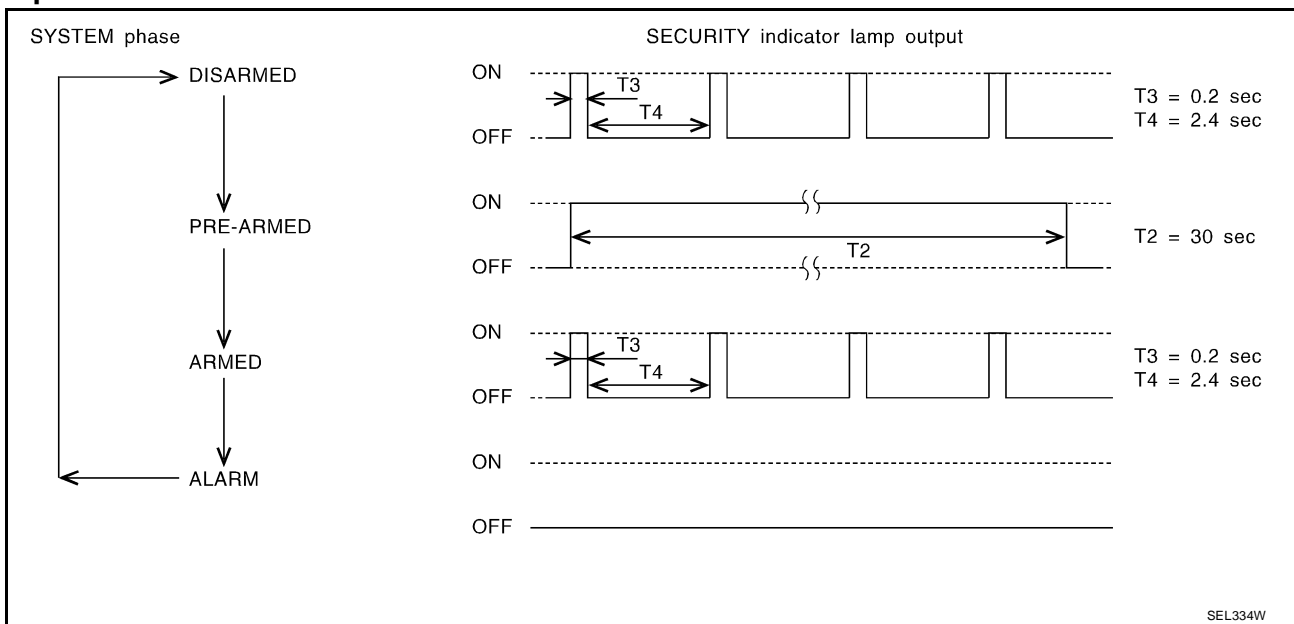 SYSTEM phase
SECURITY indicator lamp output
DISARMED
ON
OFF
T3
T4
T3 = 0.2 sec
T4 = 2.4 sec
PRE-ARMED
ON
OFF
T2
T2 = 30 sec
ARMED
ON
OFF
T3
T4
T3 = 0.2 sec
T4 = 2.4 sec
ALARM
ON
OFF
SEL334W